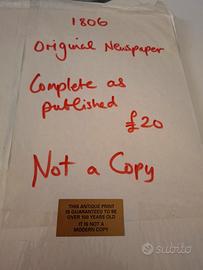 1806
Original Newspaper
Complete as
published
£20
Not a Copy
THIS ANTIQUE PRINT
IS GUARANTEED TO BE
OVER 100 YEARS OLD
IT IS NOT A
MODERN COPY
subito